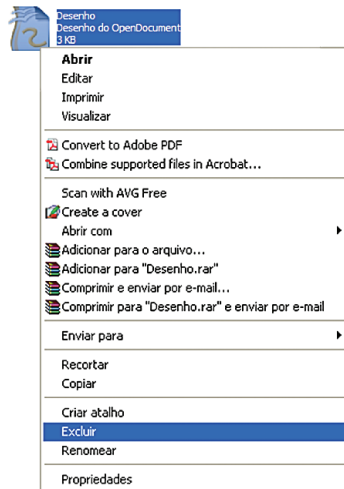 Desenho
Desenho do OpenDocument
3 KB
Abrir
Editar
Imprimir
Visualizar
Convert to Adobe PDF
Combine supported files in Acrobat...
Scan with AVG Free
Create a cover
Abrir com
Adicionar para o arquivo...
Adicionar para "Desenho.rar"
Comprimir e enviar por e-mail...
Comprimir para "Desenho.rar" e enviar por e-mail
Enviar para
Recortar
Copiar
Criar atalho
Excluir
Renomear
Propriedades